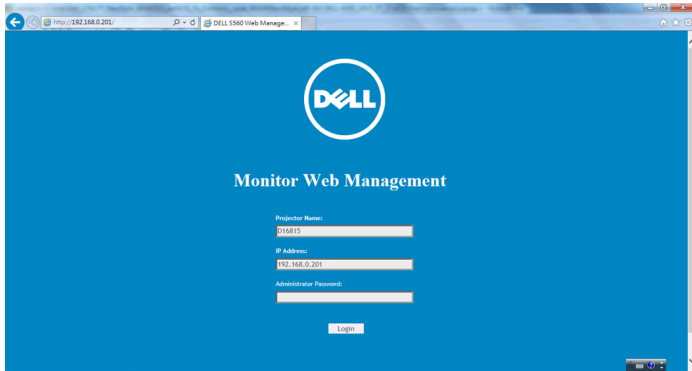 http://192.168.0.201/
DELL S560 Web Manage...
DELL
Monitor Web Management
Projector Name:
D16815
IP Address:
192.168.0.201
Administrator Password:
Login